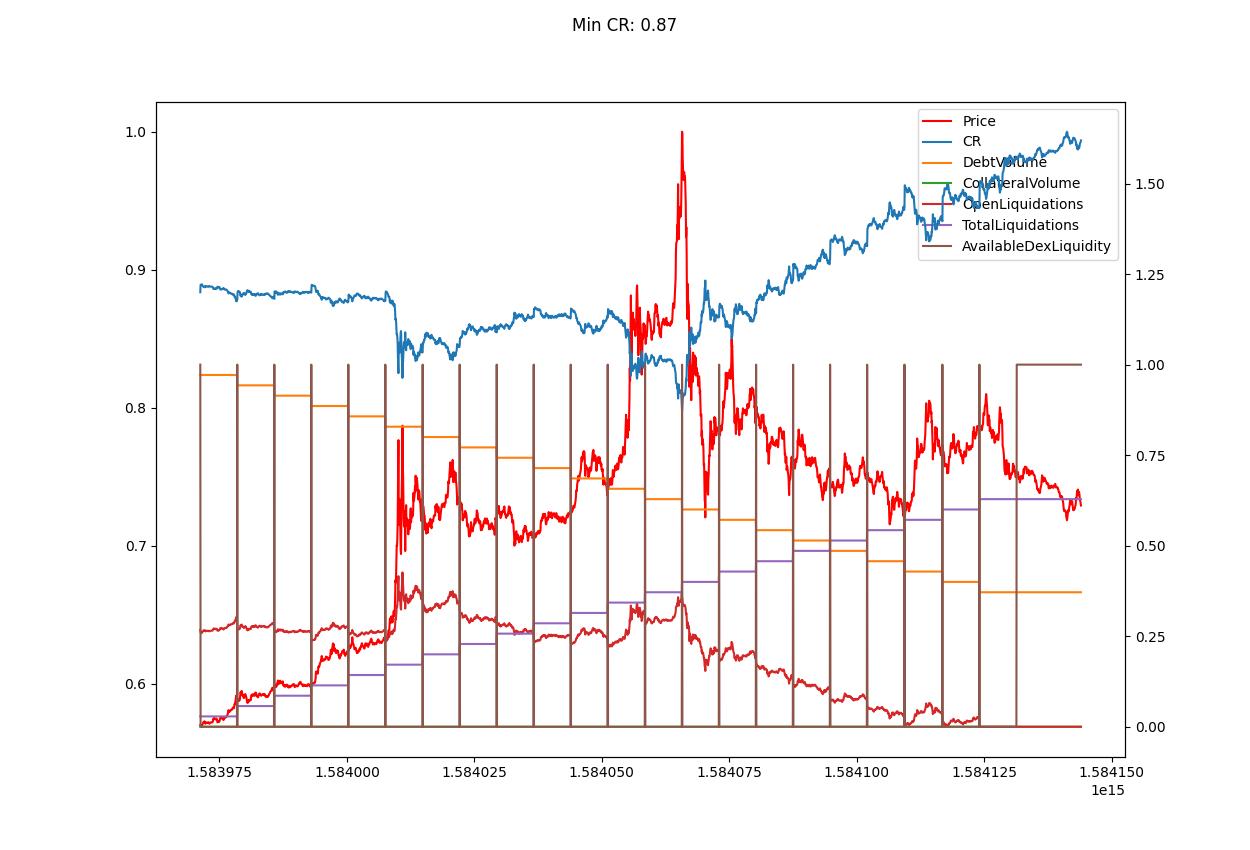 Min CR: 0.87
1.0
0.9
0.8
0.7
0.6
Price
CR
DebtVolume
CollateralVolume
OpenLiquidations
TotalLiquidations
AvailableDexLiquidity
1.50
1.25
1.00
0.75
0.50
0.25
0.00
1.583975 1.584000 1.584025 1.584050 1.584075 1.584100 1.584125 1.584150
1e15